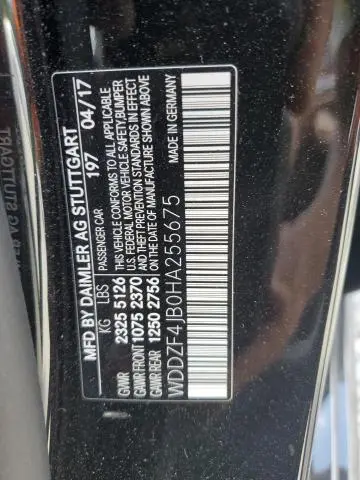 MFD BY DAIMLER AG STUTTGART
197 04/17
PASSENGER CAR
KG LBS
GVWR 2325 5126
GAWR FRONT 1075 2370
GAWR REAR 1250 2756
THIS VEHICLE CONFORMS TO ALL APPLICABLE
U.S. FEDERAL MOTOR VEHICLE SAFETY, BUMPER
AND THEFT PREVENTION STANDARDS IN EFFECT
ON THE DATE OF MANUFACTURE SHOWN ABOVE
MADE IN GERMANY
WDDZF4JB0HA255675